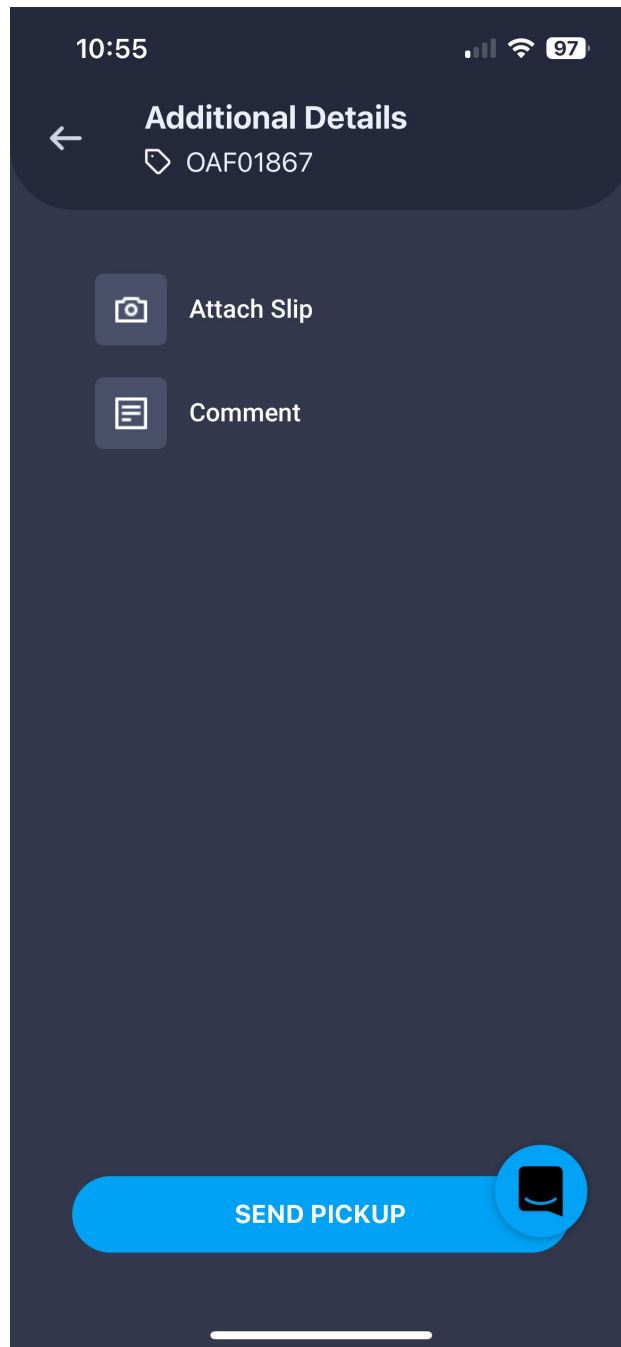 10:55
97
Additional Details
OAF01867
Attach Slip
Comment
SEND PICKUP